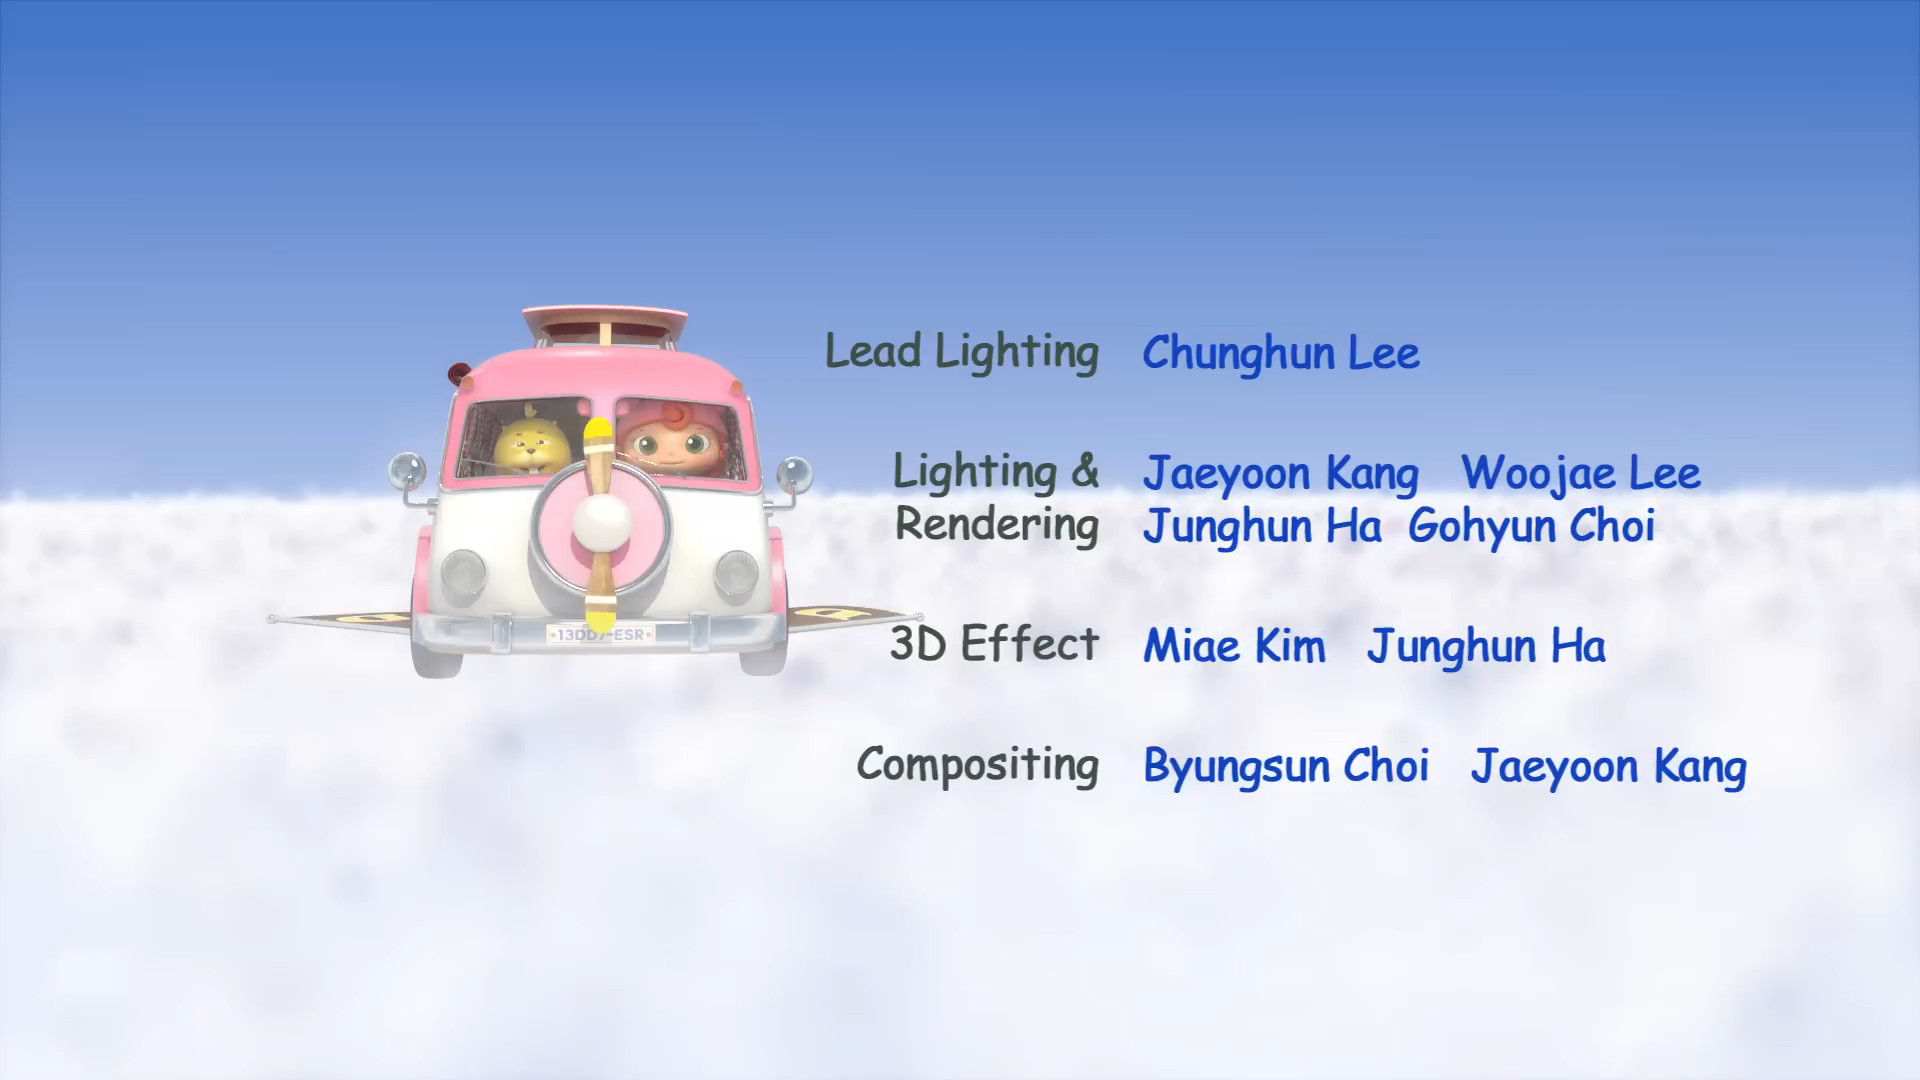 Lead Lighting Chunghun Lee
Lighting & Jaeyoon Kang Woojae Lee
Rendering Junghun Ha Gohyun Choi
3D Effect Miae Kim Junghun Ha
Compositing Byungsun Choi Jaeyoon Kang